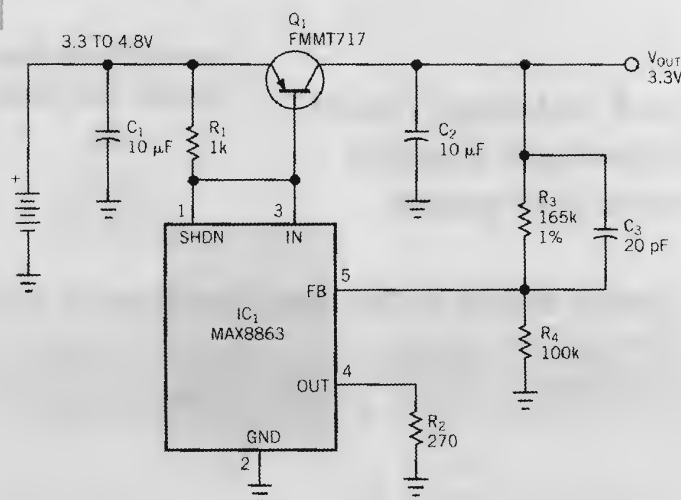 Q1
FMMT717
3.3 TO 4.8V
VOUT
3.3V
C1
10 µF
R1
1k
C2
10 µF
R3
165k
1%
C3
20 pF
+
1
3
SHDN
IN
5
FB
IC1
MAX8863
R4
100k
4
OUT
R2
270
GND
2